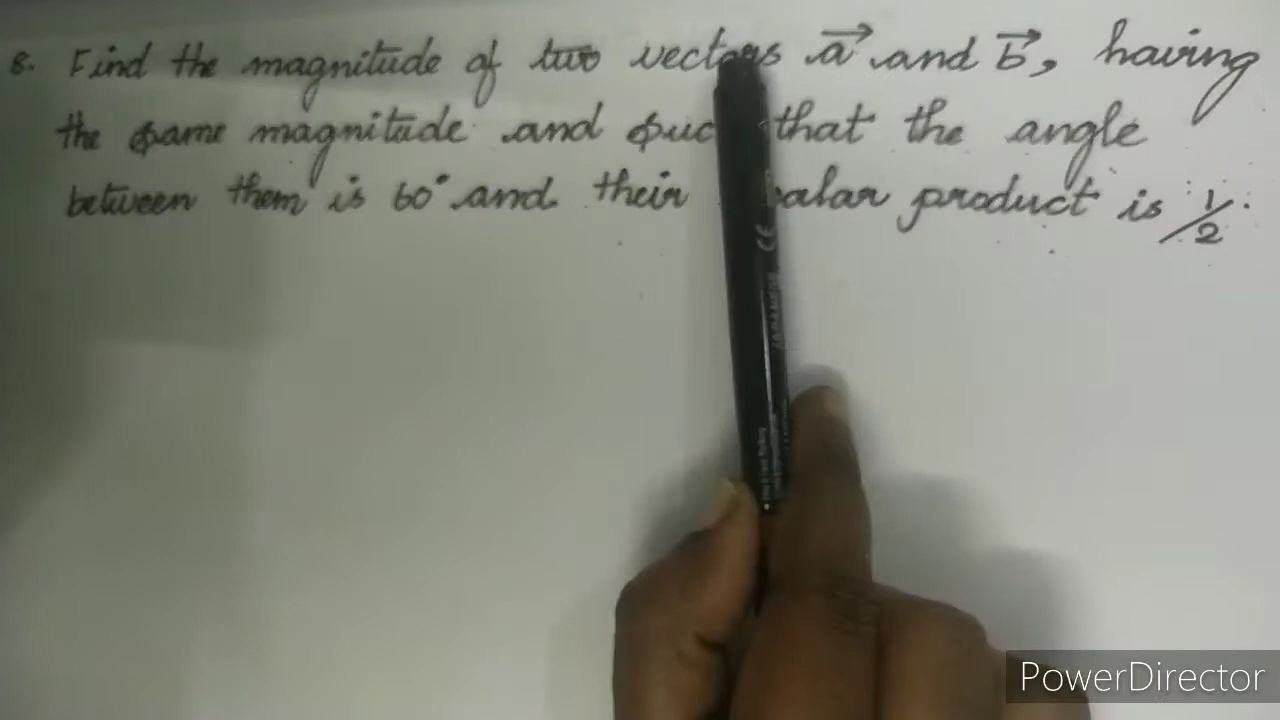 8. Find the magnitude of two vectors a⃗ and b⃗, having
the same magnitude and such that the angle
between them is 60° and their scalar product is 1/2.
CE
PowerDirector